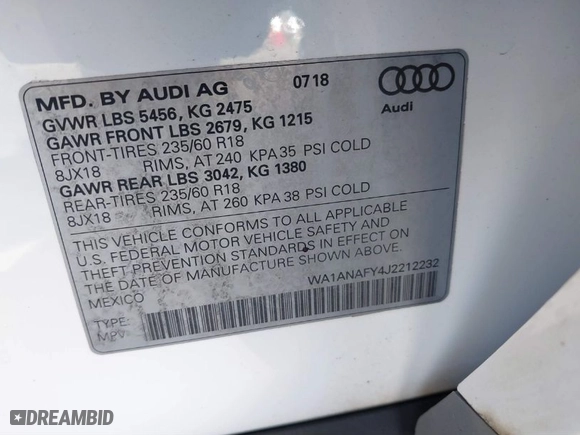 MFD. BY AUDI AG 0718
GVWR LBS 5456, KG 2475
GAWR FRONT LBS 2679, KG 1215
FRONT-TIRES 235/60 R18
8JX18 RIMS, AT 240 KPA 35 PSI COLD
GAWR REAR LBS 3042, KG 1380
REAR-TIRES 235/60 R18
8JX18 RIMS, AT 260 KPA 38 PSI COLD
Audi
THIS VEHICLE CONFORMS TO ALL APPLICABLE
U.S. FEDERAL MOTOR VEHICLE SAFETY AND
THEFT PREVENTION STANDARDS IN EFFECT ON
THE DATE OF MANUFACTURE SHOWN ABOVE.
MEXICO
WA1ANAFY4J2212232
TYPE:
MPV
DREAMBID